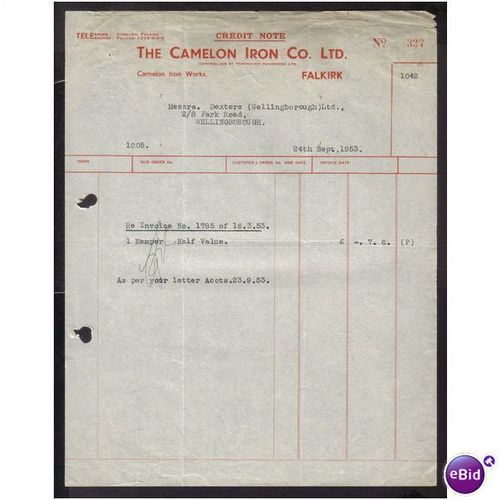 CREDIT NOTE
No 327
THE CAMELON IRON CO. LTD.
Camelon Iron Works.
FALKIRK
1042
Messrs. Dexters (Wellingborough)Ltd.,
2/8 Park Road,
WELLINGBOROUGH.
1005.
24th Sept.1953.
TERMS OUR ORDER No. CUSTOMER'S ORDER No. AND DATE INVOICE DATE
Re Invoice No. 1785 of 16.3.53.
1 Hamper Half Value. £ -. 7. 6. (P)
As per your letter Accts.23.9.53.
eBid